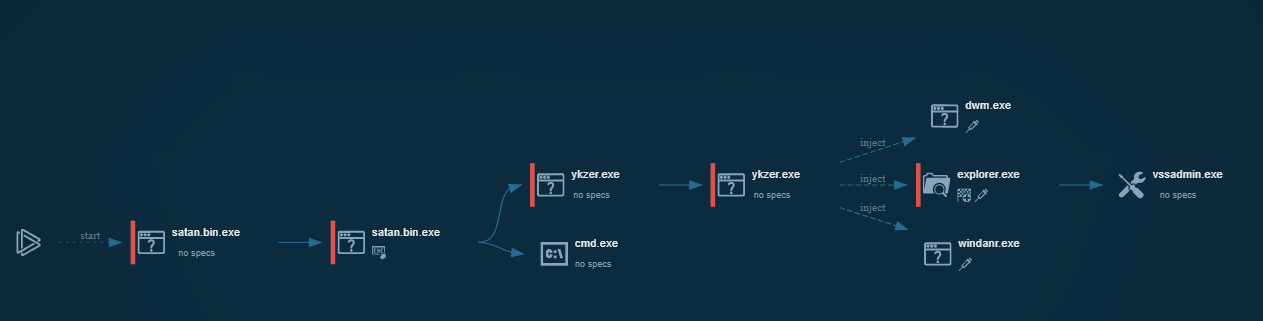 start
satan.bin.exe
no specs
satan.bin.exe
EXE
ykzer.exe
no specs
cmd.exe
C:\
no specs
ykzer.exe
no specs
inject
inject
inject
dwm.exe
explorer.exe
windanr.exe
vssadmin.exe
no specs